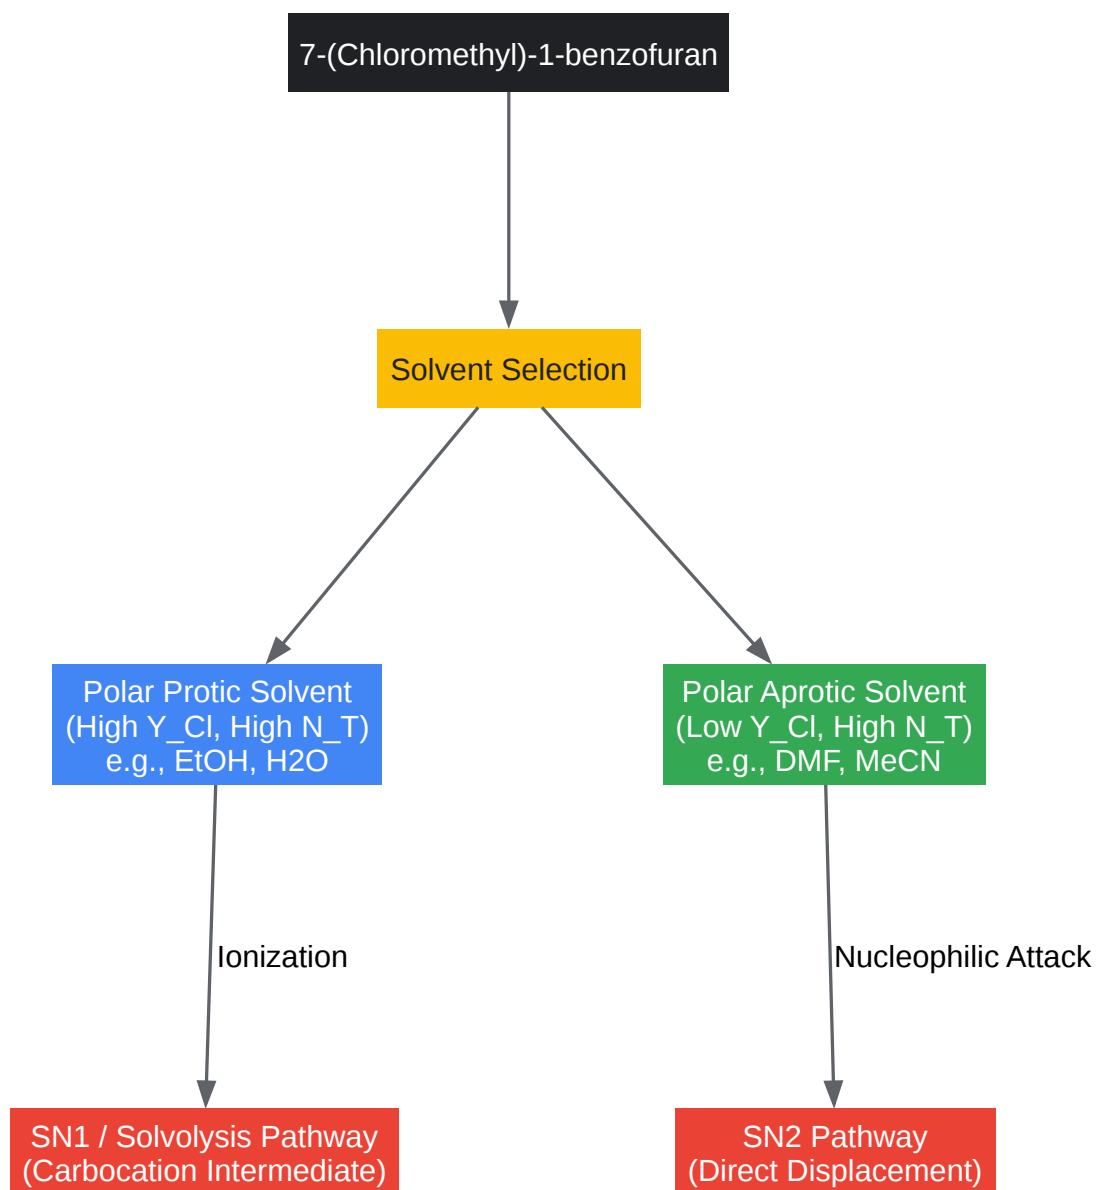 7-(Chloromethyl)-1-benzofuran
Solvent Selection
Polar Protic Solvent
(High Y_Cl, High N_T)
e.g., EtOH, H2O
Polar Aprotic Solvent
(Low Y_Cl, High N_T)
e.g., DMF, MeCN
Ionization
Nucleophilic Attack
SN1 / Solvolysis Pathway
(Carbocation Intermediate)
SN2 Pathway
(Direct Displacement)